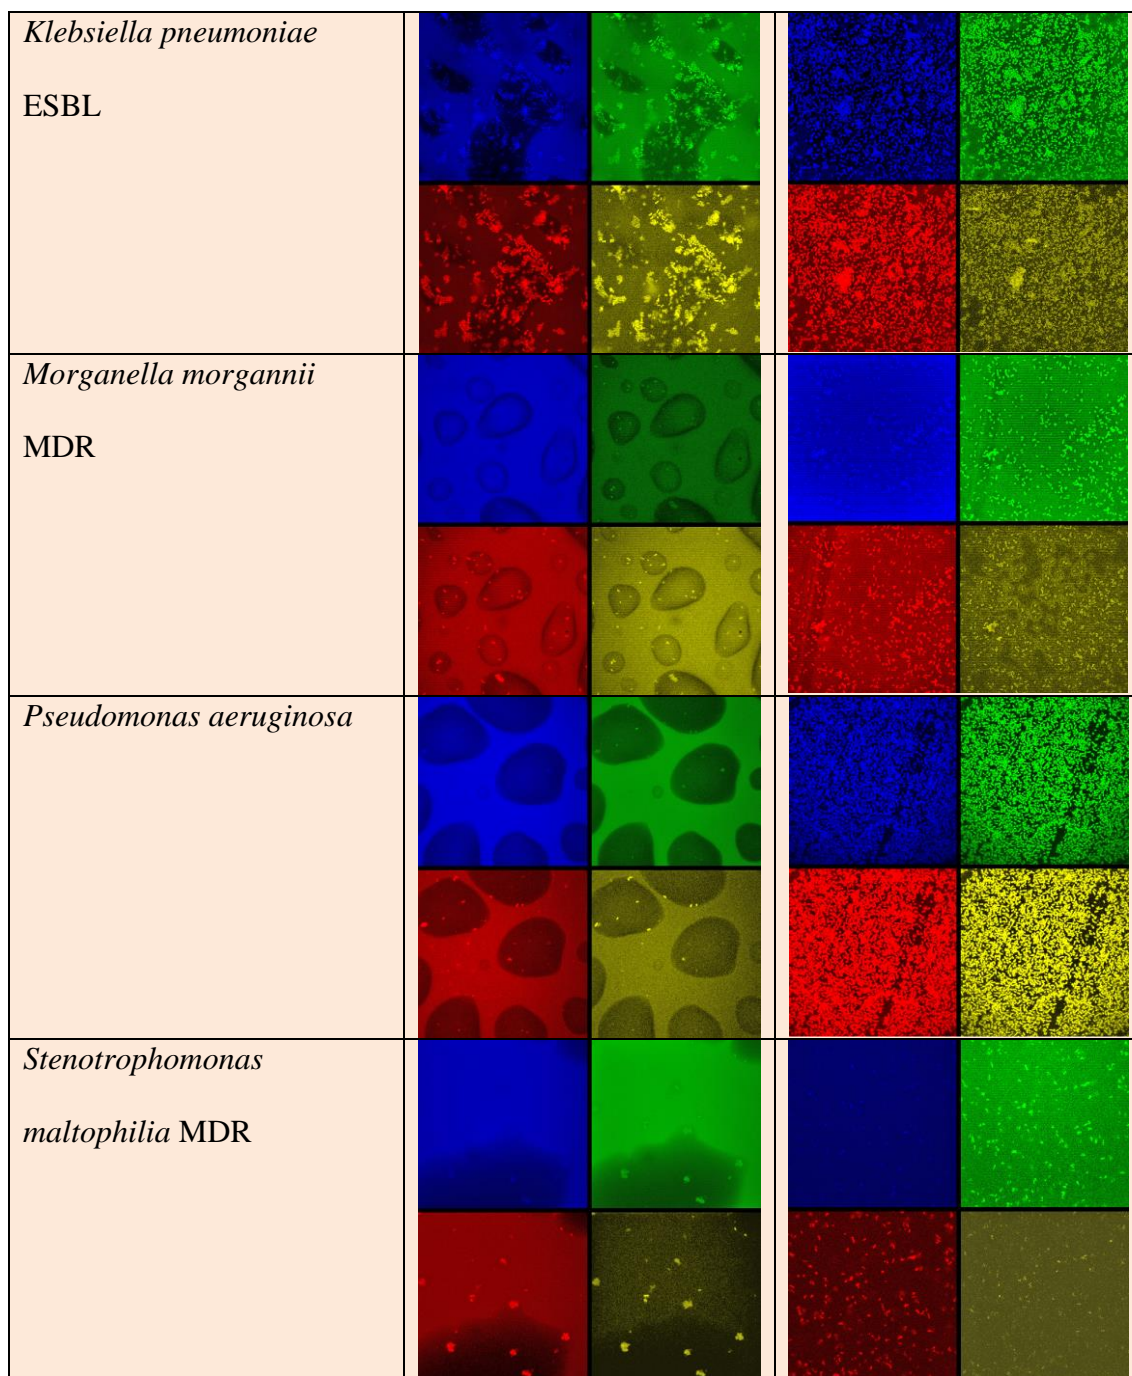 Klebsiella pneumoniae
ESBL
Morganella morgannii
MDR
Pseudomonas aeruginosa
Stenotrophomonas
maltophilia MDR